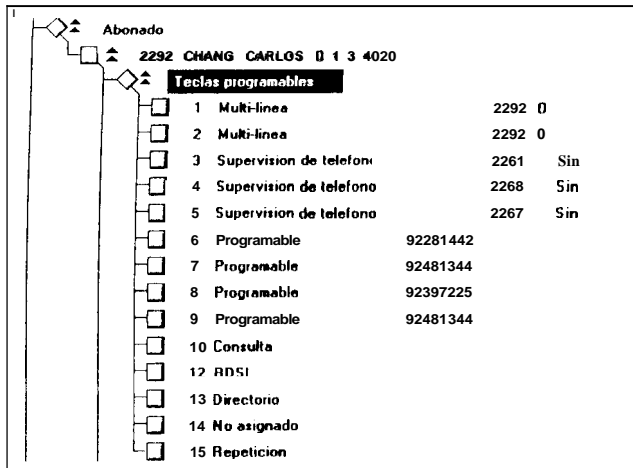 Abonado
2292 CHANG CARLOS 0 1 3 4020
Teclas programables
1 Multi-linea 2292 0
2 Multi-linea 2292 0
3 Supervision de telefono 2261 Sin
4 Supervision de telefono 2268 Sin
5 Supervision de telefono 2267 Sin
6 Programable 92281442
7 Programable 92481344
8 Programable 92397225
9 Programable 92481344
10 Consulta
12 RDSI
13 Directorio
14 No asignado
15 Repeticion